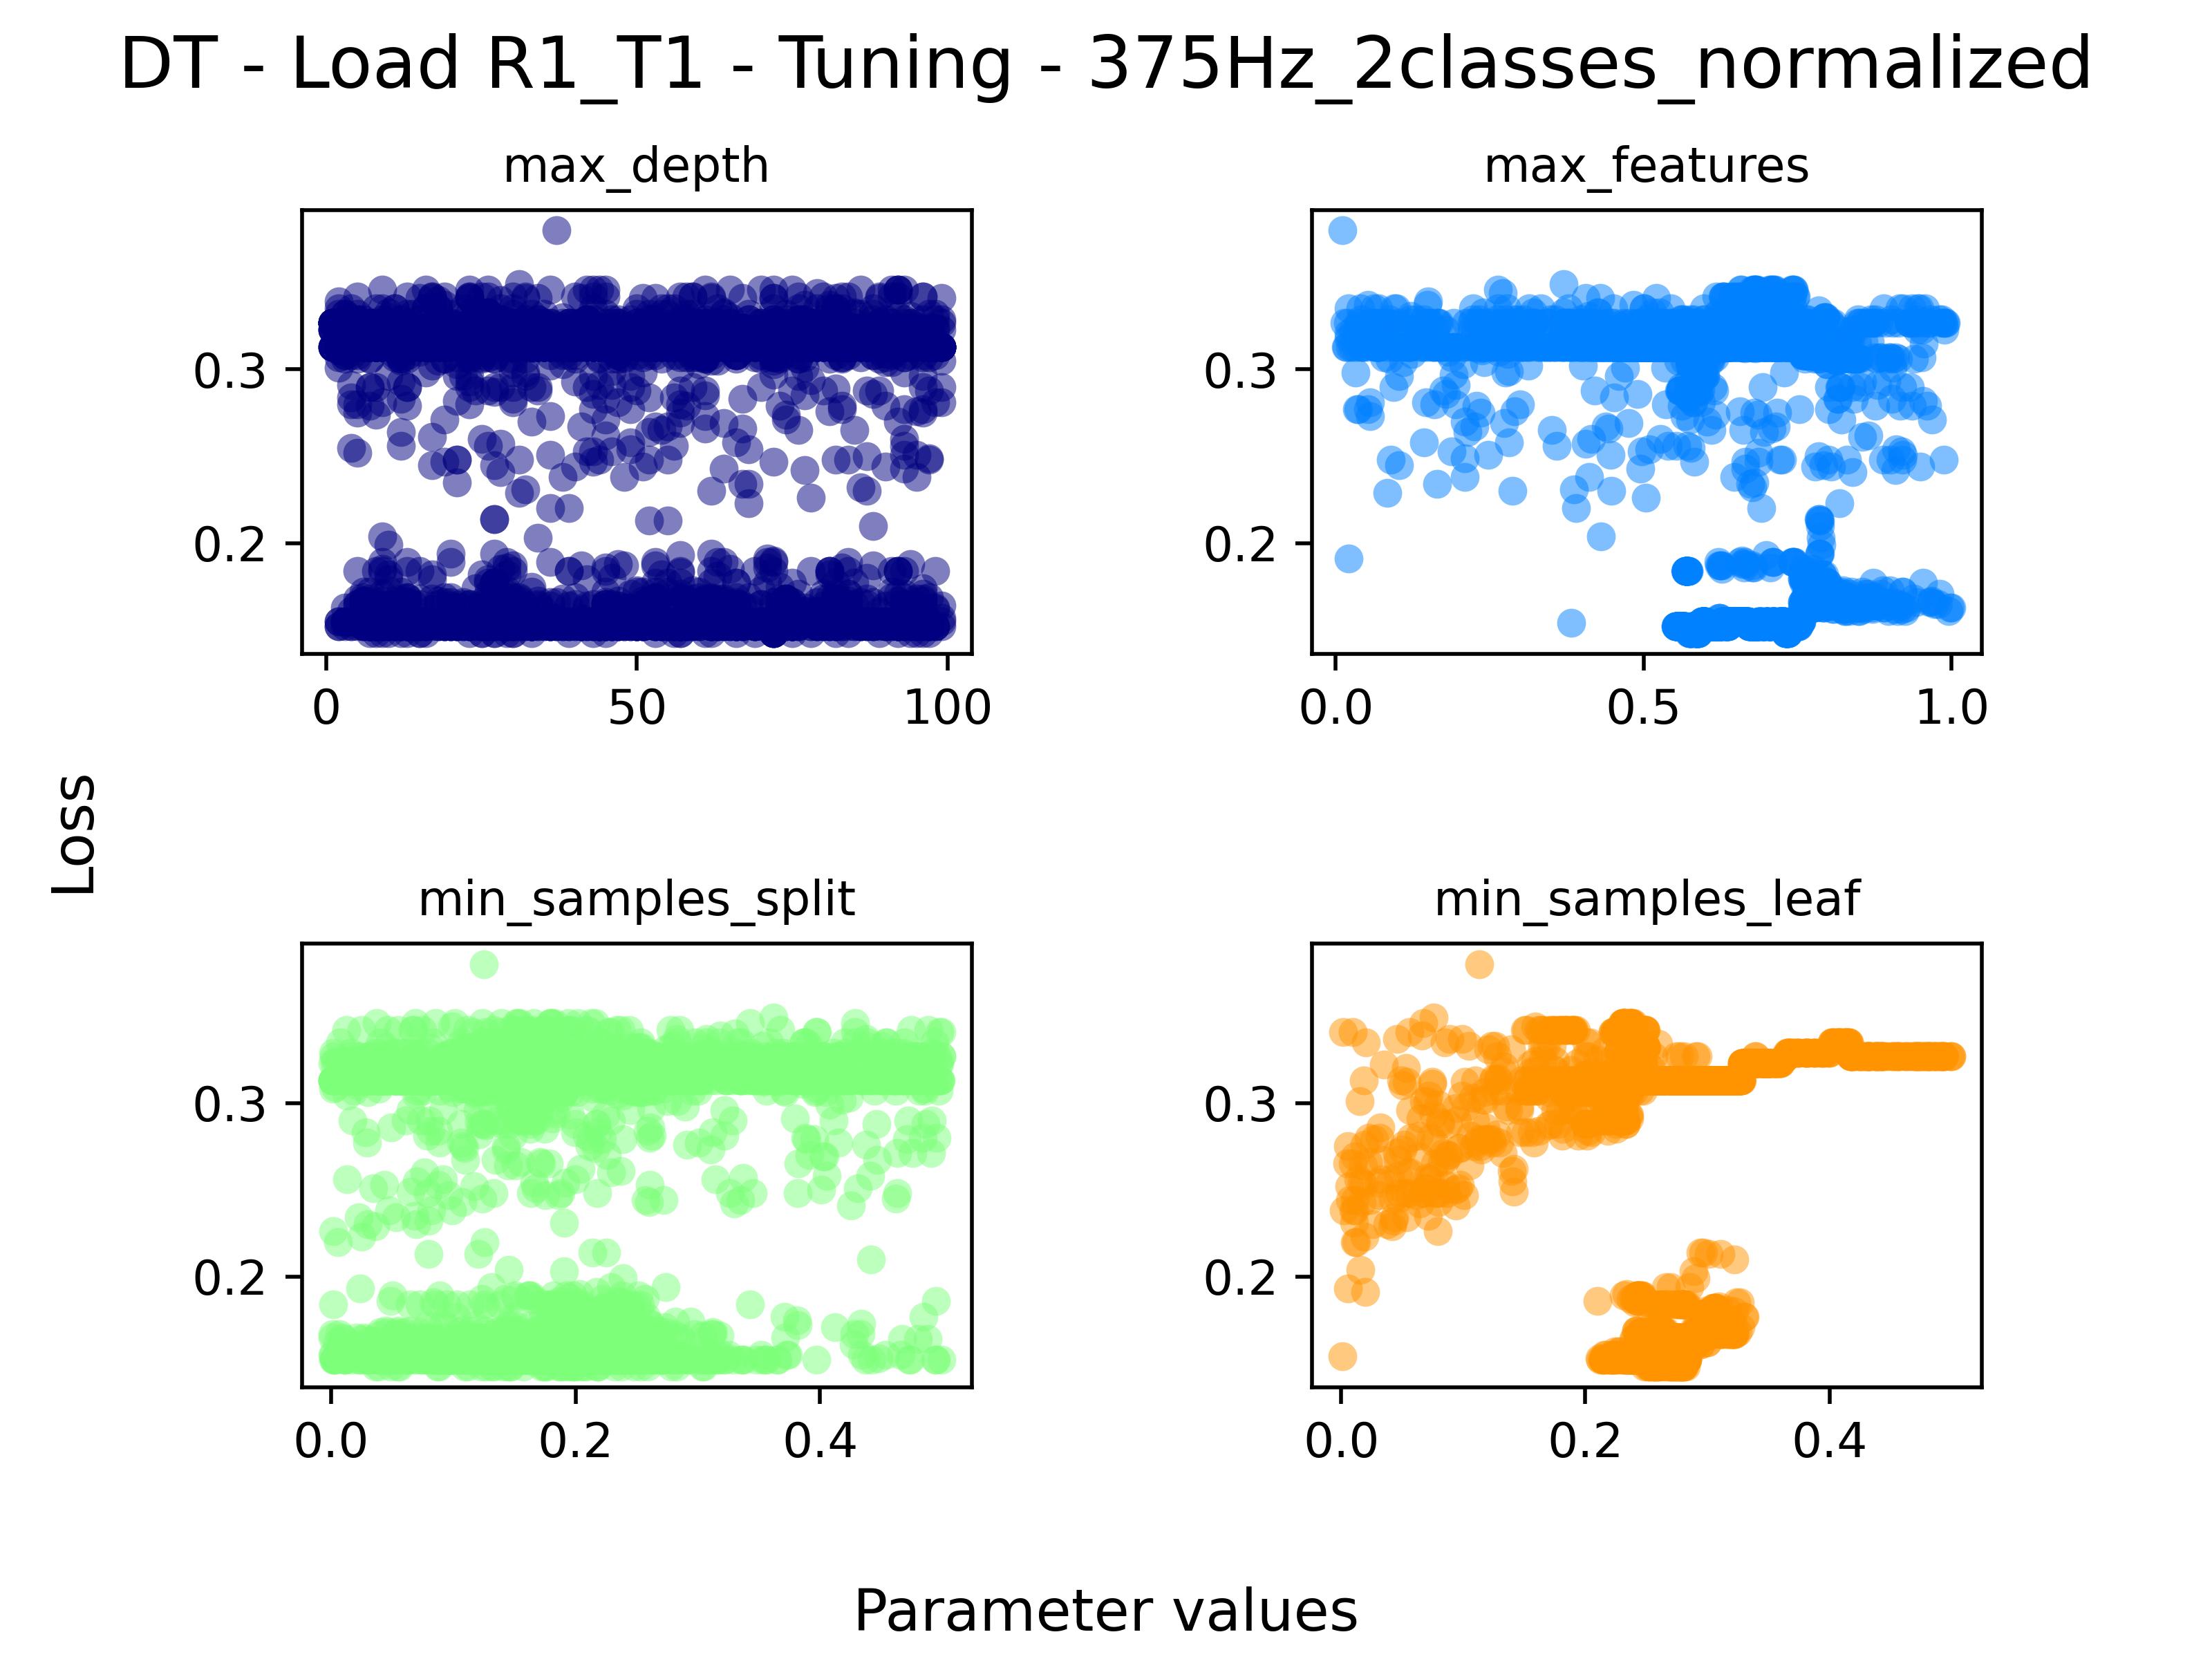 DT - Load R1_T1 - Tuning - 375Hz_2classes_normalized
max_depth
max_features
0.3
0.2
0 50 100
0.3
0.2
0.0 0.5 1.0
Loss
min_samples_split
min_samples_leaf
0.3
0.2
0.0 0.2 0.4
0.3
0.2
0.0 0.2 0.4
Parameter values